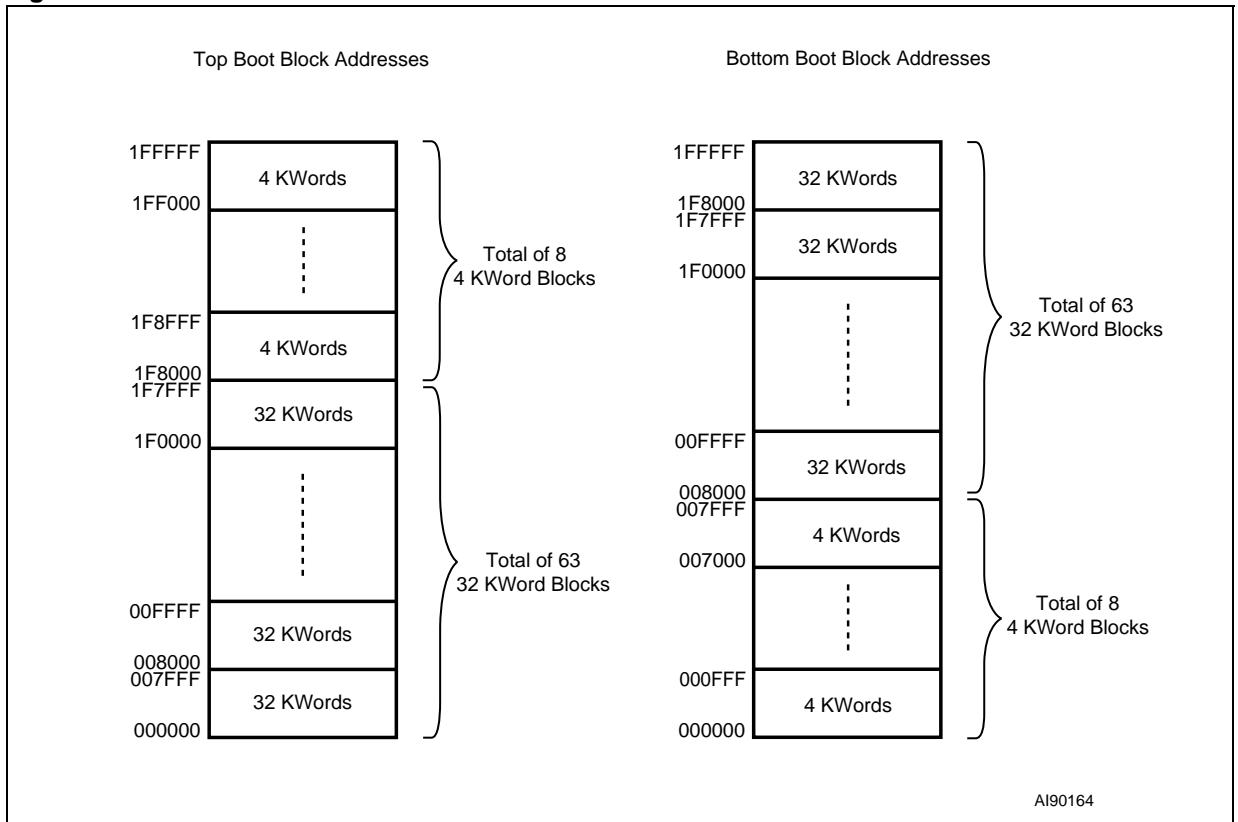 Top Boot Block Addresses
1FFFFF
4 KWords
1FF000
1F8FFF
4 KWords
1F8000
1F7FFF
32 KWords
1F0000
00FFFF
32 KWords
008000
007FFF
32 KWords
000000
Total of 8
4 KWord Blocks
Total of 63
32 KWord Blocks
Bottom Boot Block Addresses
1FFFFF
32 KWords
1F8000
1F7FFF
32 KWords
1F0000
00FFFF
32 KWords
008000
007FFF
4 KWords
007000
000FFF
4 KWords
000000
Total of 63
32 KWord Blocks
Total of 8
4 KWord Blocks
AI90164